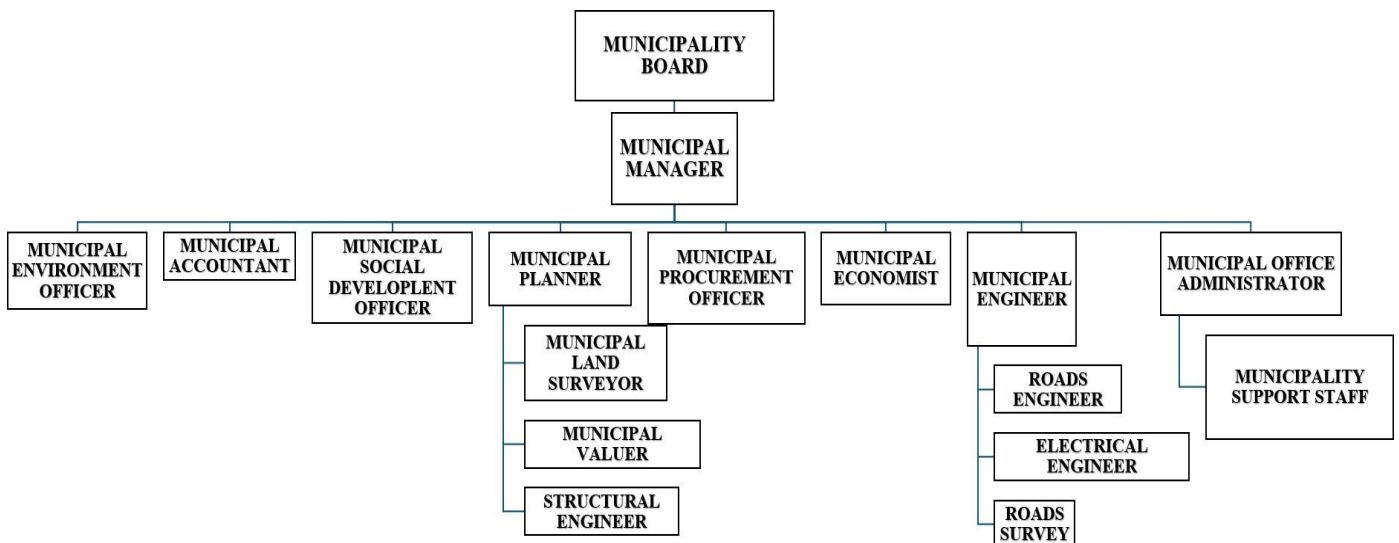 MUNICIPALITY
BOARD
MUNICIPAL
MANAGER
MUNICIPAL
ENVIRONMENT
OFFICER
MUNICIPAL
ACCOUNTANT
MUNICIPAL
SOCIAL
DEVELOPLENT
OFFICER
MUNICIPAL
PLANNER
MUNICIPAL
PROCUREMENT
OFFICER
MUNICIPAL
ECONOMIST
MUNICIPAL
ENGINEER
MUNICIPAL OFFICE
ADMINISTRATOR
MUNICIPAL
LAND
SURVEYOR
MUNICIPAL
VALUER
STRUCTURAL
ENGINEER
ROADS
ENGINEER
ELECTRICAL
ENGINEER
ROADS
SURVEY
MUNICIPALITY
SUPPORT STAFF